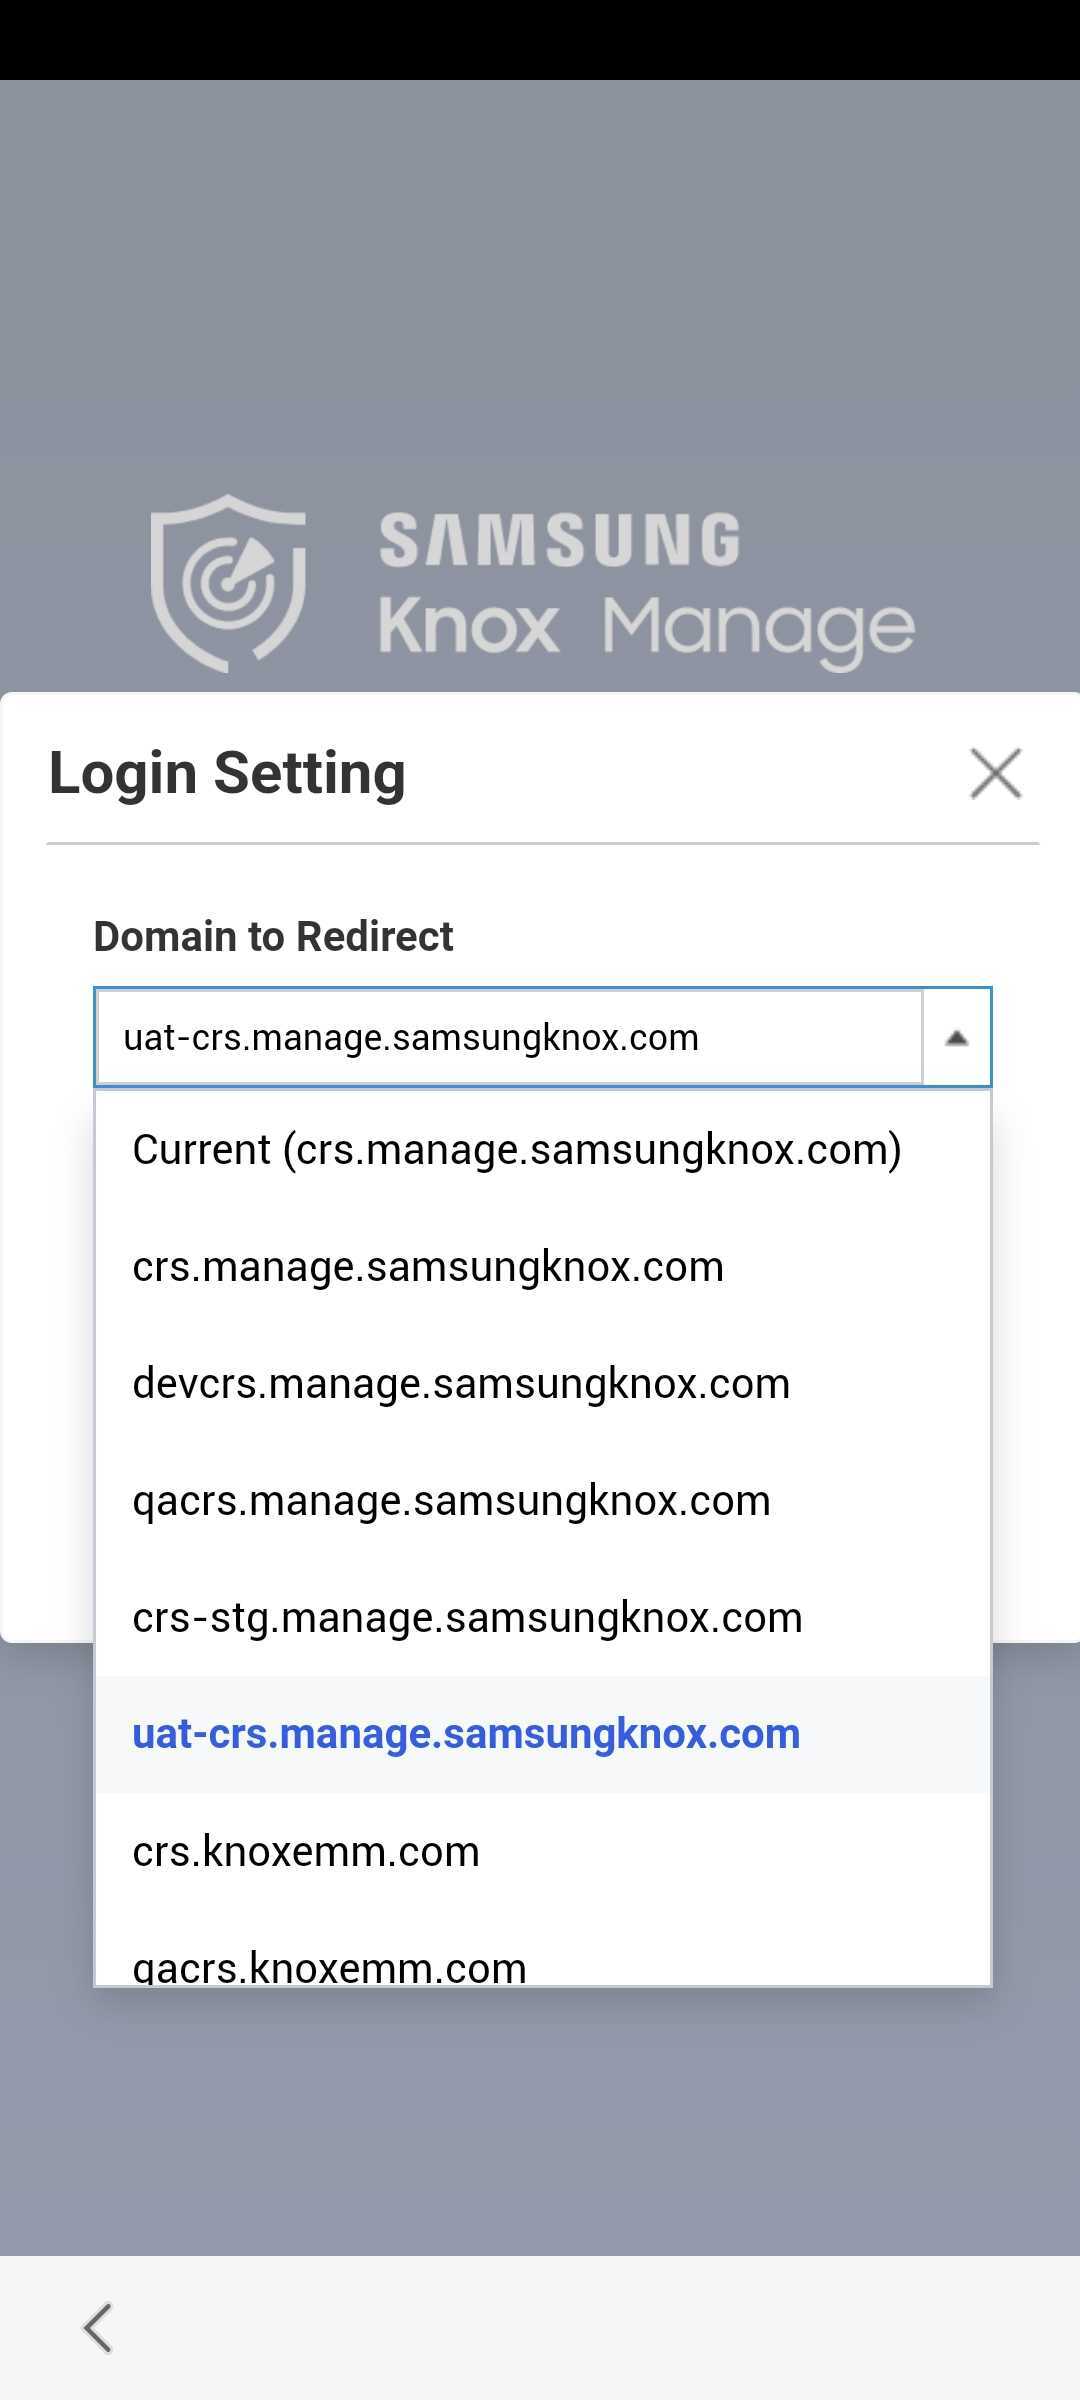 SAMSUNG
Knox Manage
Login Setting
Domain to Redirect
uat-crs.manage.samsungknox.com
Current (crs.manage.samsungknox.com)
crs.manage.samsungknox.com
devcrs.manage.samsungknox.com
qacrs.manage.samsungknox.com
crs-stg.manage.samsungknox.com
uat-crs.manage.samsungknox.com
crs.knoxemm.com
qacrs.knoxemm.com